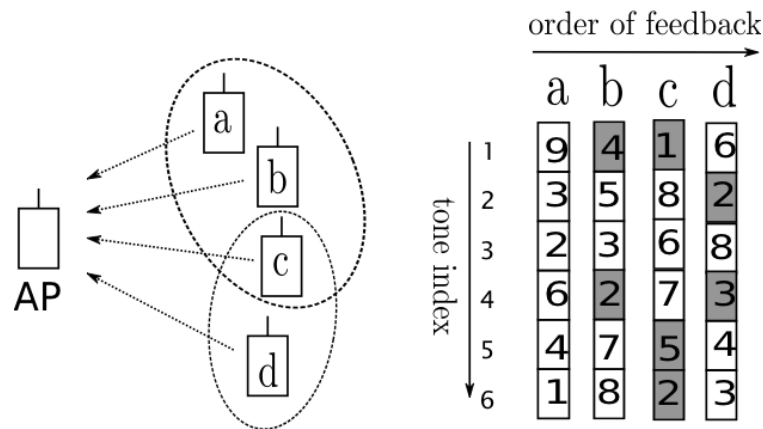 order of feedback
a b c d
tone index
1 9 4 1 6
2 3 5 8 2
3 2 3 6 8
4 6 2 7 3
5 4 7 5 4
6 1 8 2 3
a
b
c
d
AP